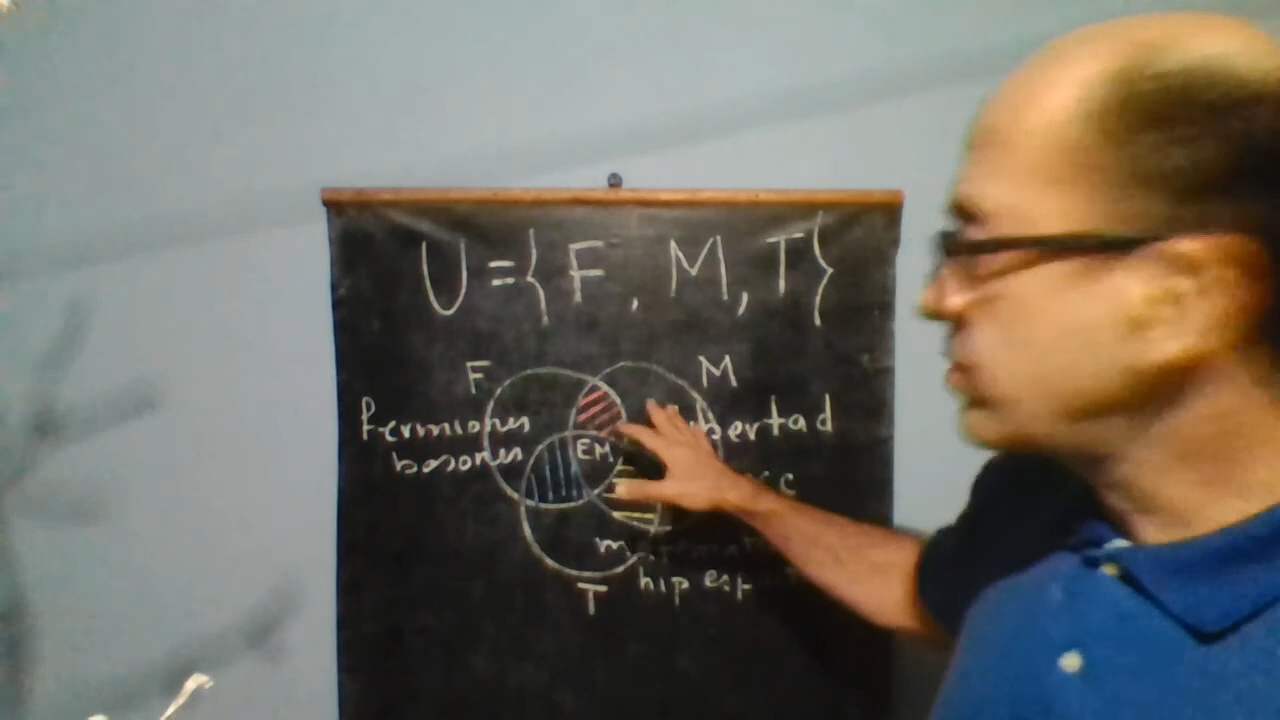 U = { F, M, T }
F
M
fermiones
bosones
bertad
EM
c
hip esp
T